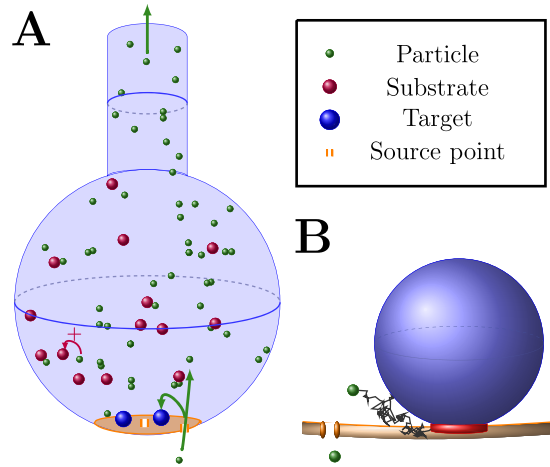 A
Particle
Substrate
Target
Source point
B